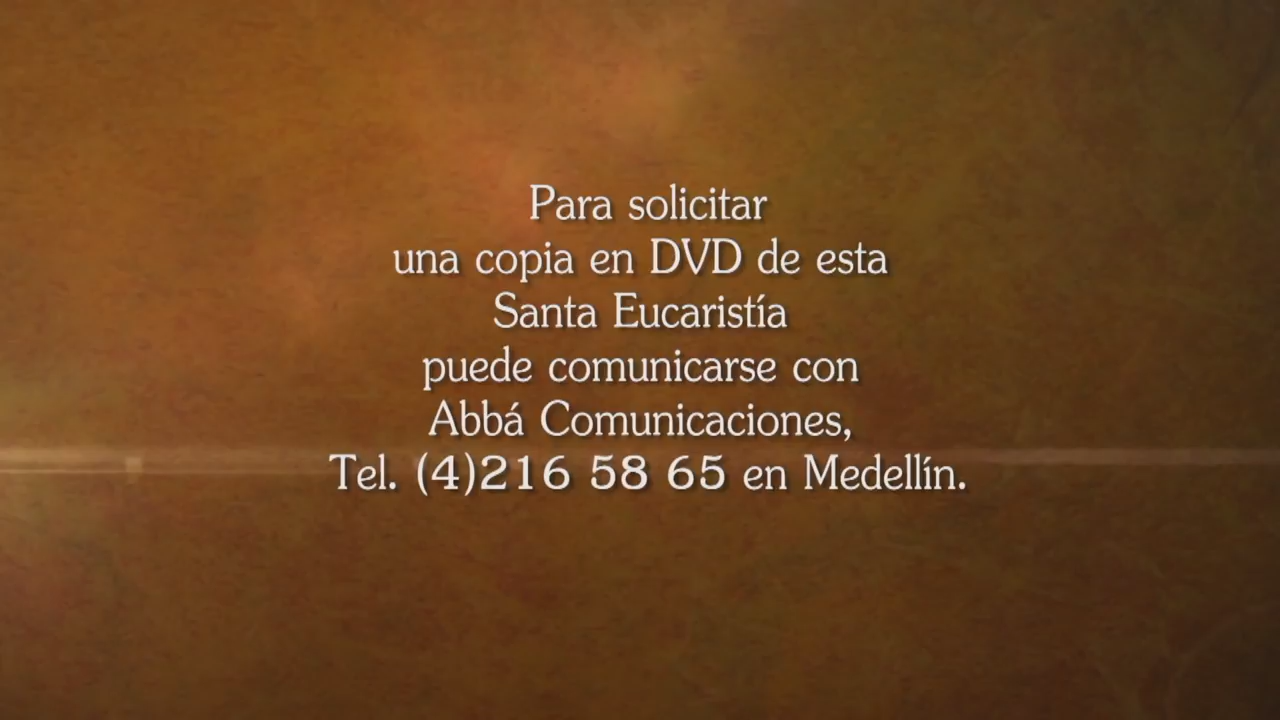 Para solicitar
una copia en DVD de esta
Santa Eucaristía
puede comunicarse con
Abbá Comunicaciones,
Tel. (4)216 58 65 en Medellín.